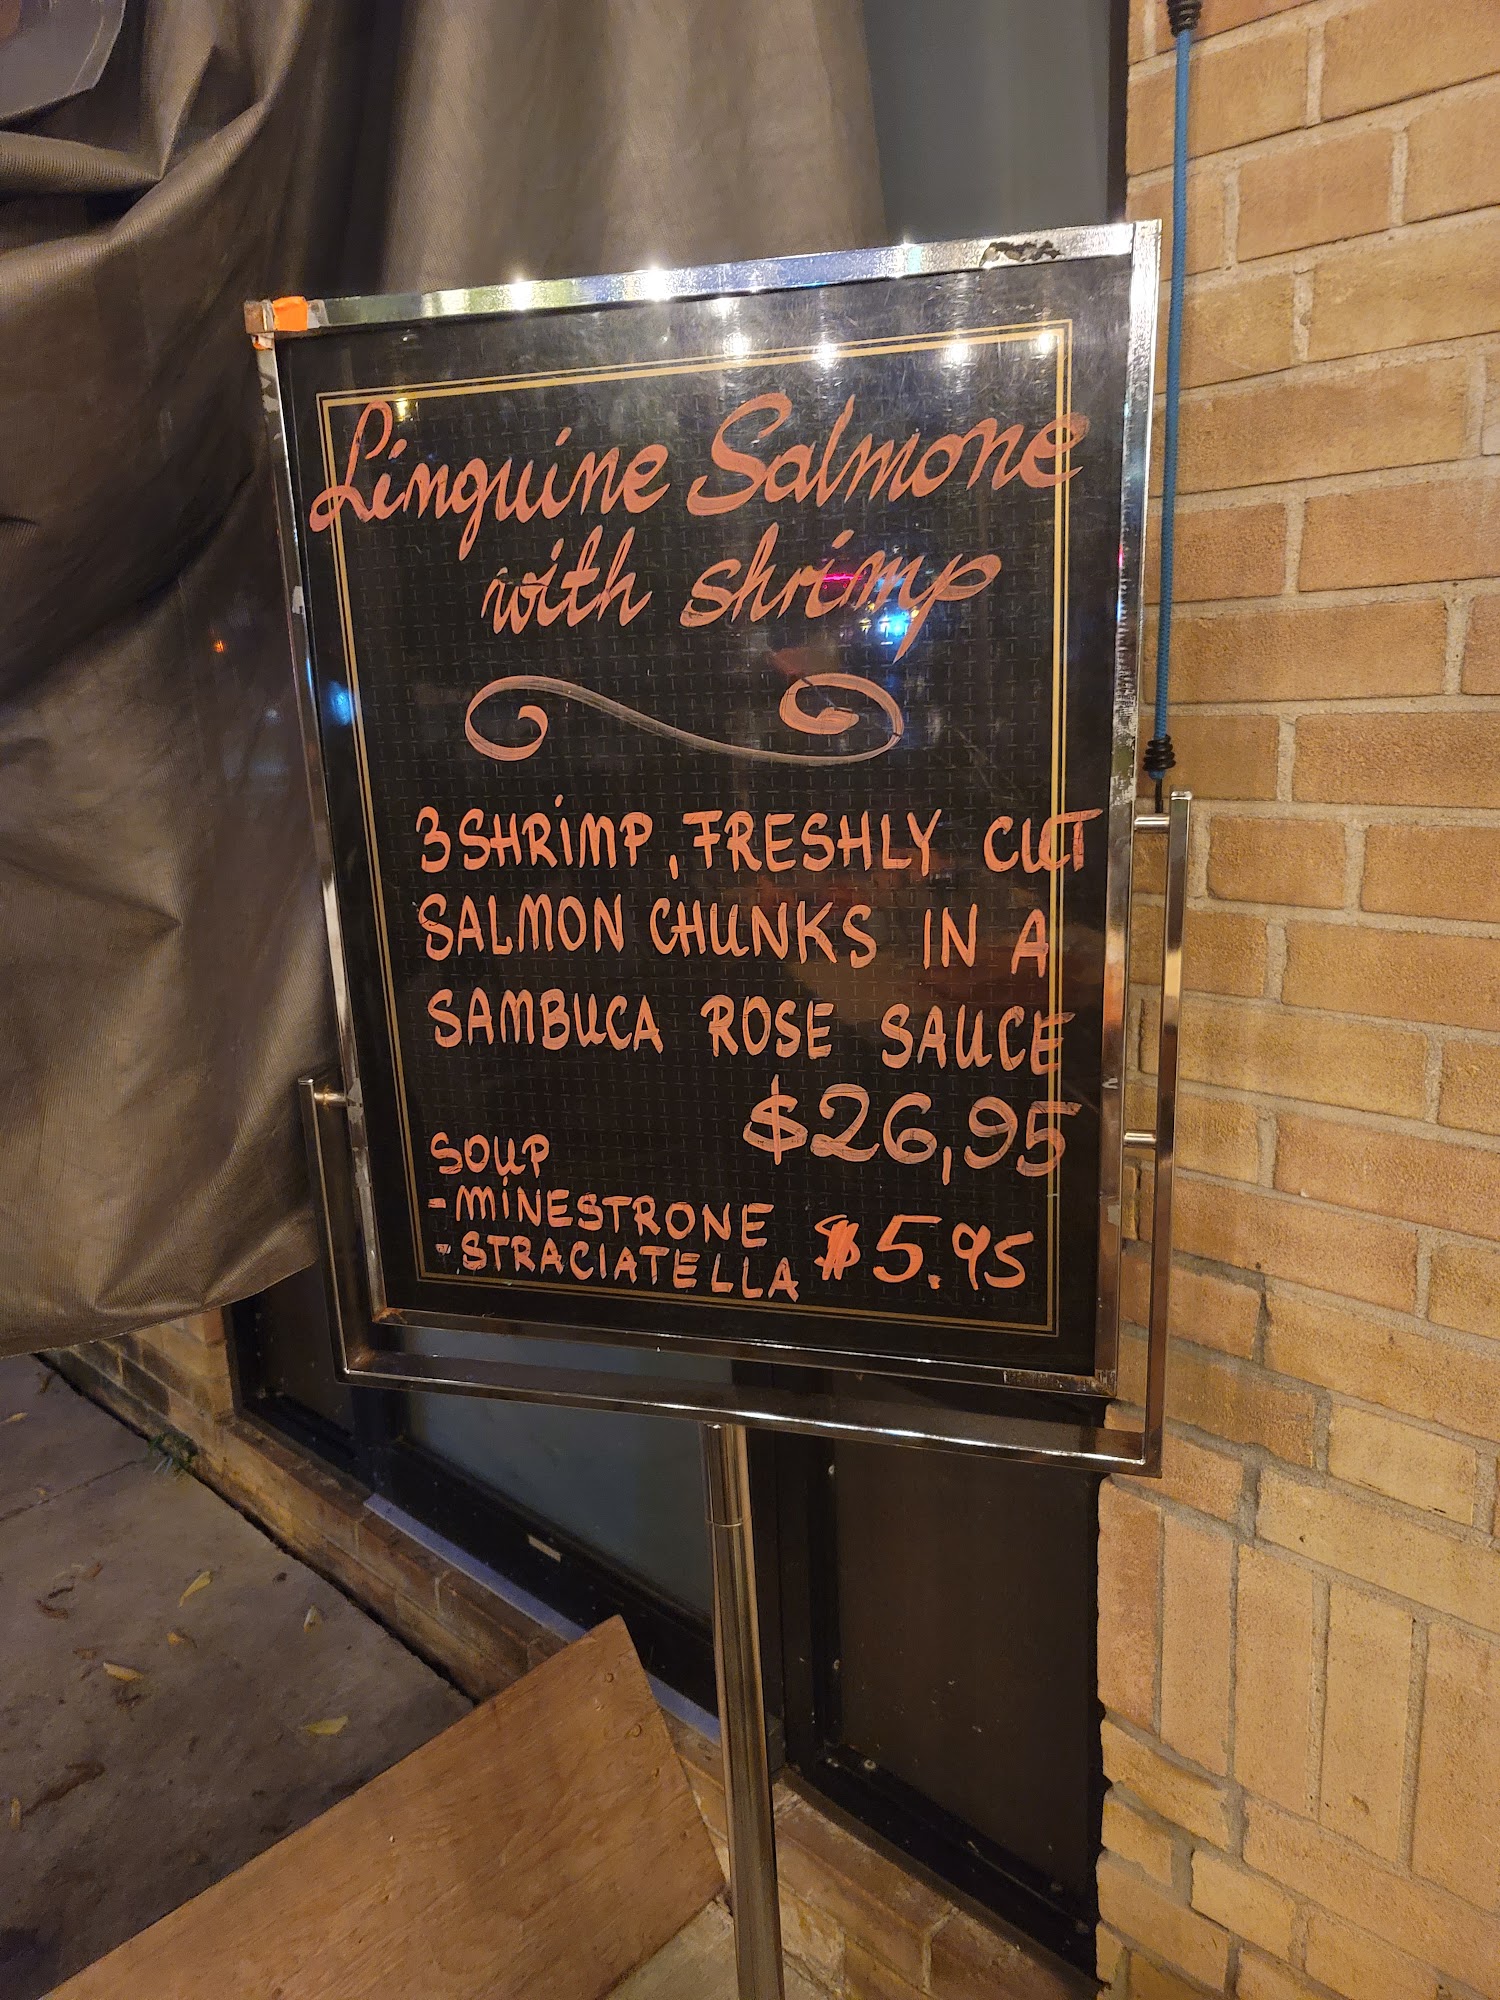 Linguine Salmone
with shrimp
3 SHRIMP, FRESHLY CUT
SALMON CHUNKS IN A
SAMBUCA ROSE SAUCE
$26,95
SOUP
- MINESTRONE
- STRACIATELLA $5.95